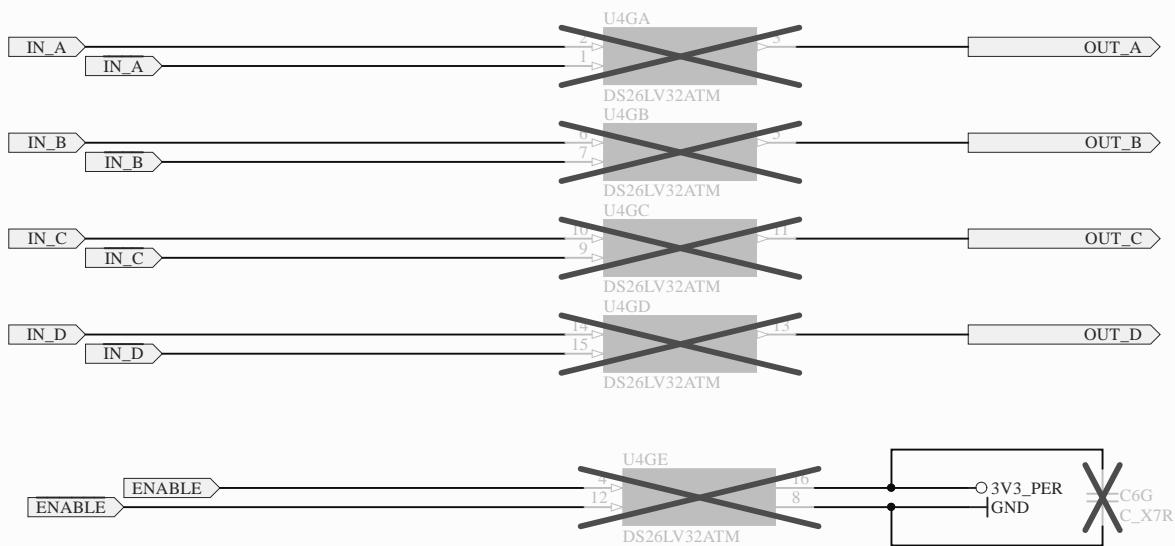 U4GA
IN_A 2 3 OUT_A
IN_A 1
DS26LV32ATM
U4GB
IN_B 6 5 OUT_B
IN_B 7
DS26LV32ATM
U4GC
IN_C 10 11 OUT_C
IN_C 9
DS26LV32ATM
U4GD
IN_D 14 13 OUT_D
IN_D 15
DS26LV32ATM
U4GE
ENABLE 4 16 3V3_PER C6G
ENABLE 12 8 GND C_X7R
DS26LV32ATM